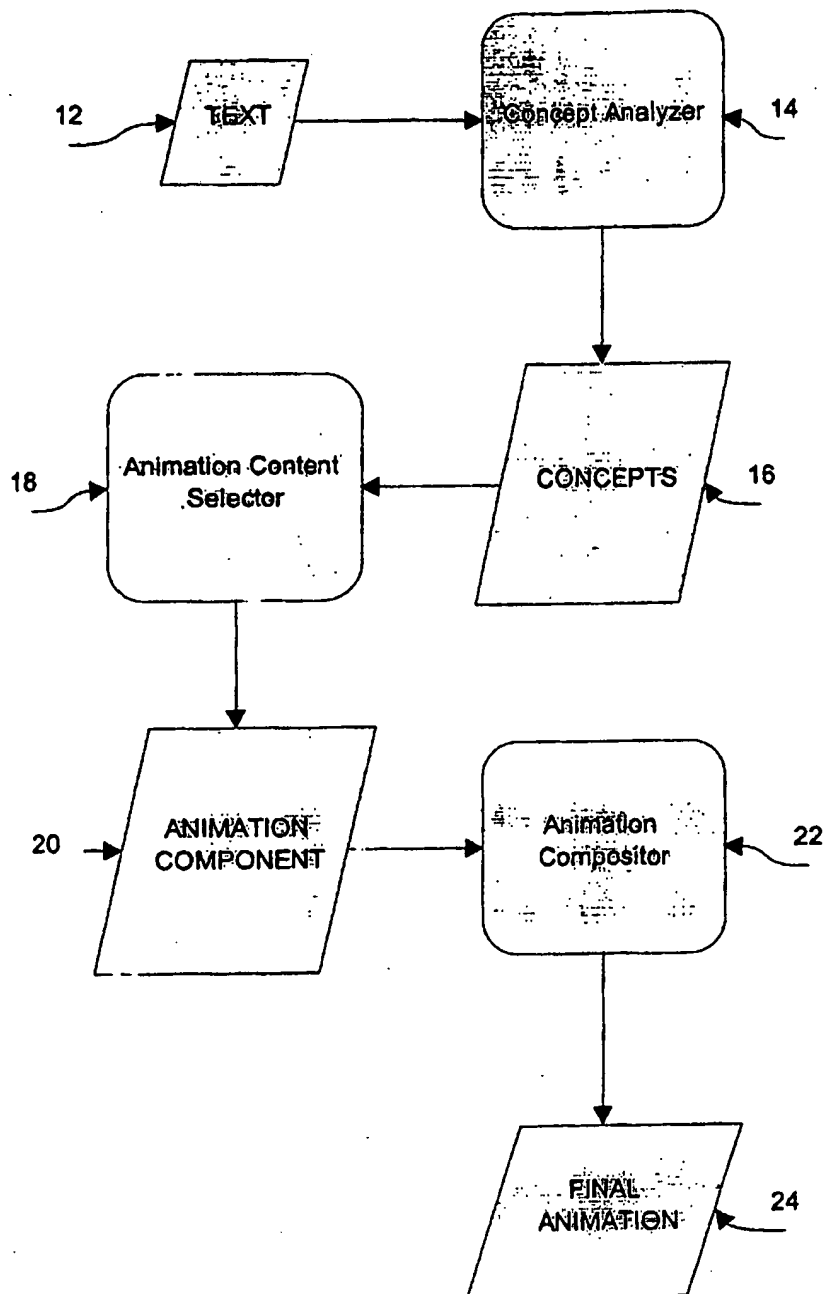 12
TEXT
Concept Analyzer
14
18
Animation Content
Selector
CONCEPTS
16
20
ANIMATION
COMPONENT
Animation
Compositor
22
FINAL
ANIMATION
24